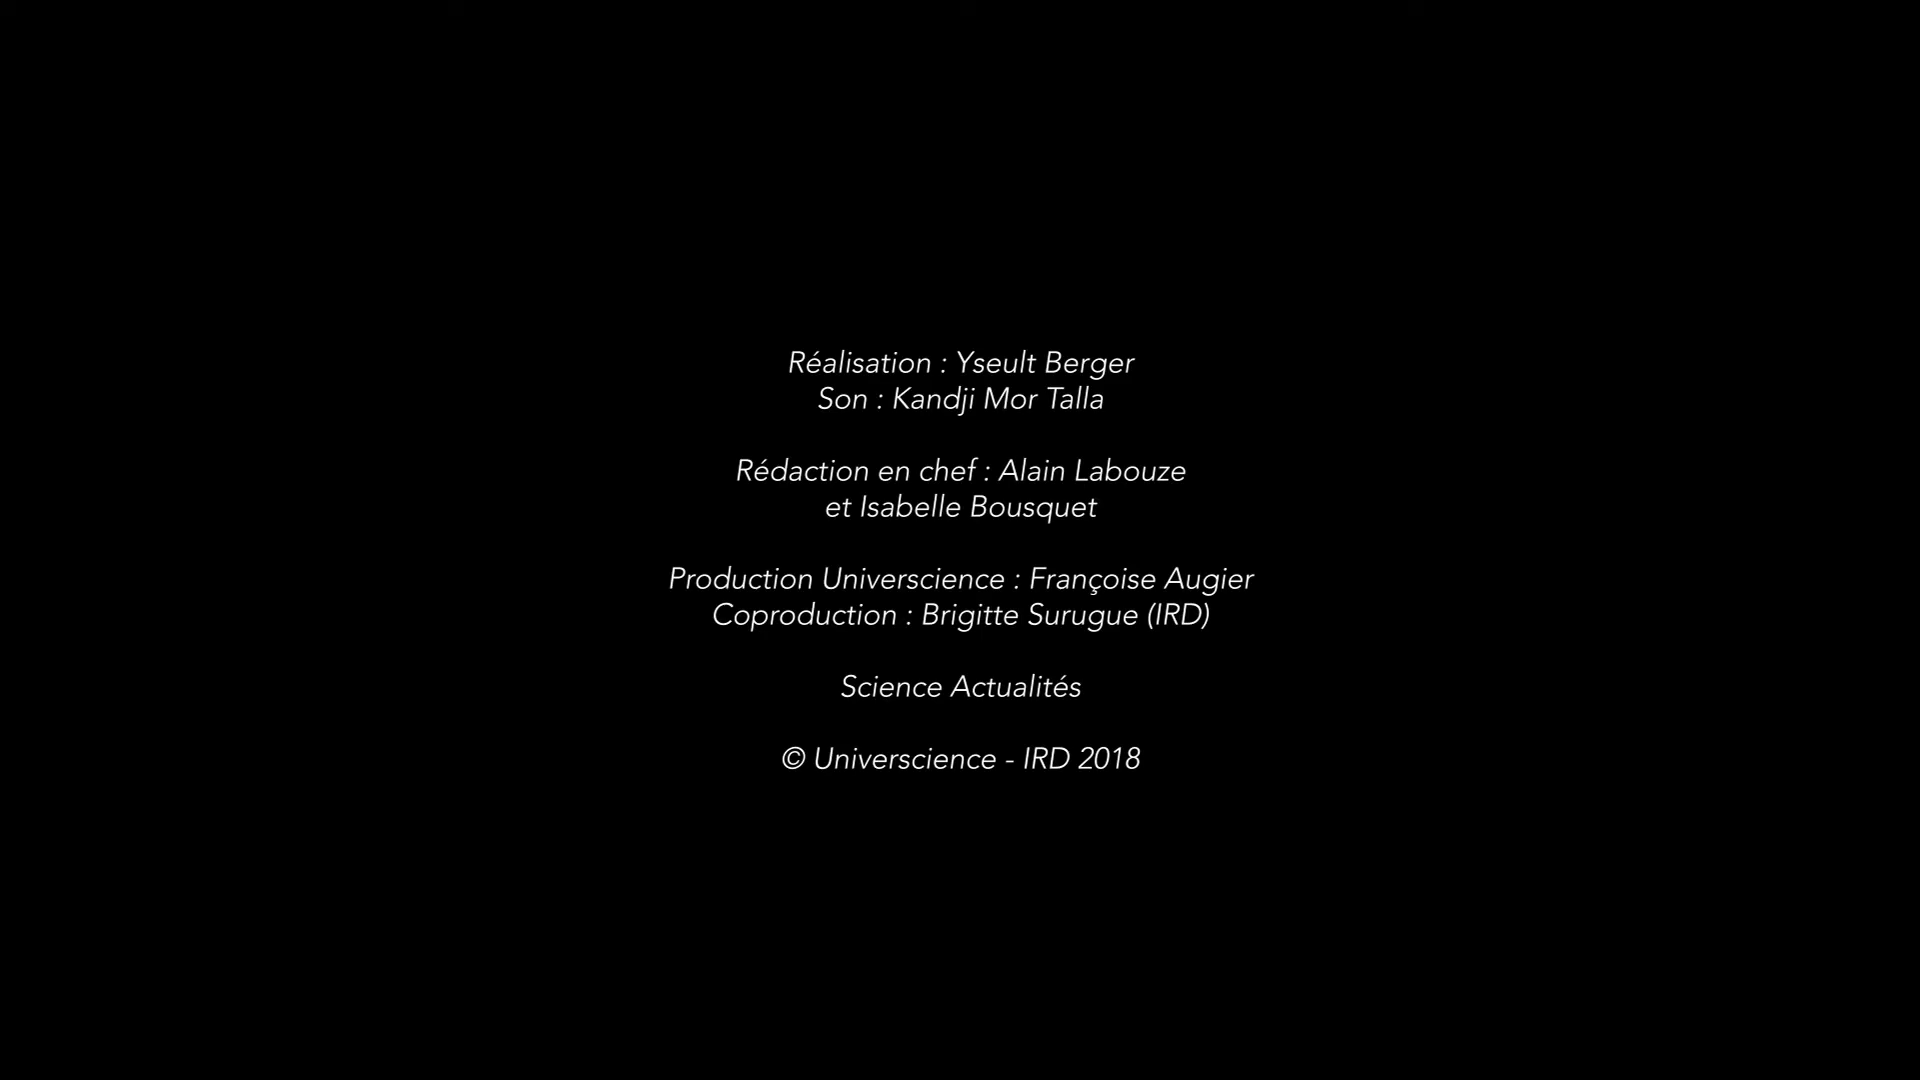 Réalisation : Yseult Berger
Son : Kandji Mor Talla
Rédaction en chef : Alain Labouze
et Isabelle Bousquet
Production Universcience : Françoise Augier
Coproduction : Brigitte Surugue (IRD)
Science Actualités
© Universcience - IRD 2018